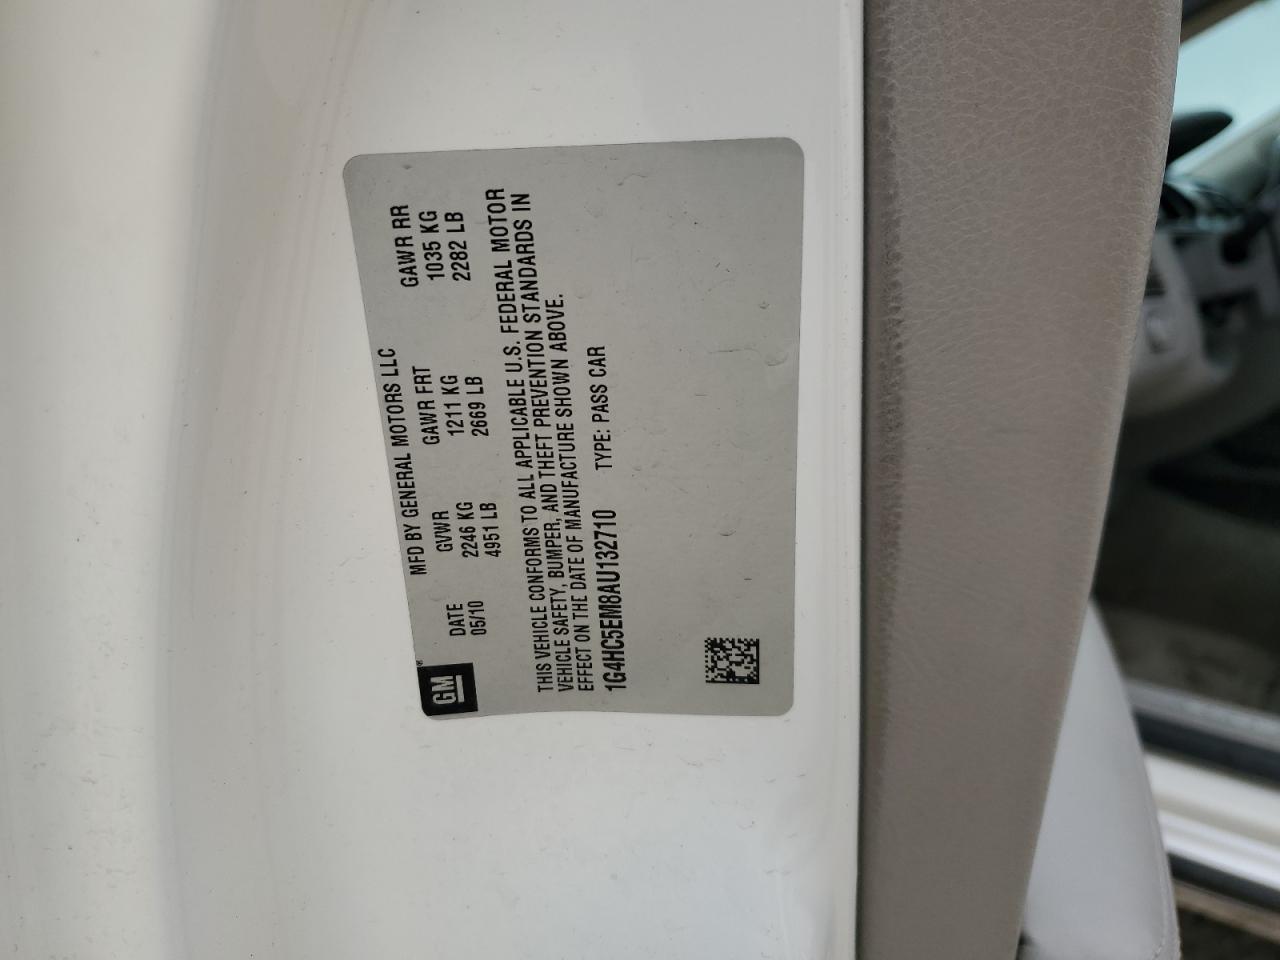 GM®
MFD BY GENERAL MOTORS LLC
DATE GVWR GAWR FRT GAWR RR
05/10 2246 KG 1211 KG 1035 KG
4951 LB 2669 LB 2282 LB
THIS VEHICLE CONFORMS TO ALL APPLICABLE U.S. FEDERAL MOTOR
VEHICLE SAFETY, BUMPER, AND THEFT PREVENTION STANDARDS IN
EFFECT ON THE DATE OF MANUFACTURE SHOWN ABOVE.
1G4HC5EM8AU132710 TYPE: PASS CAR